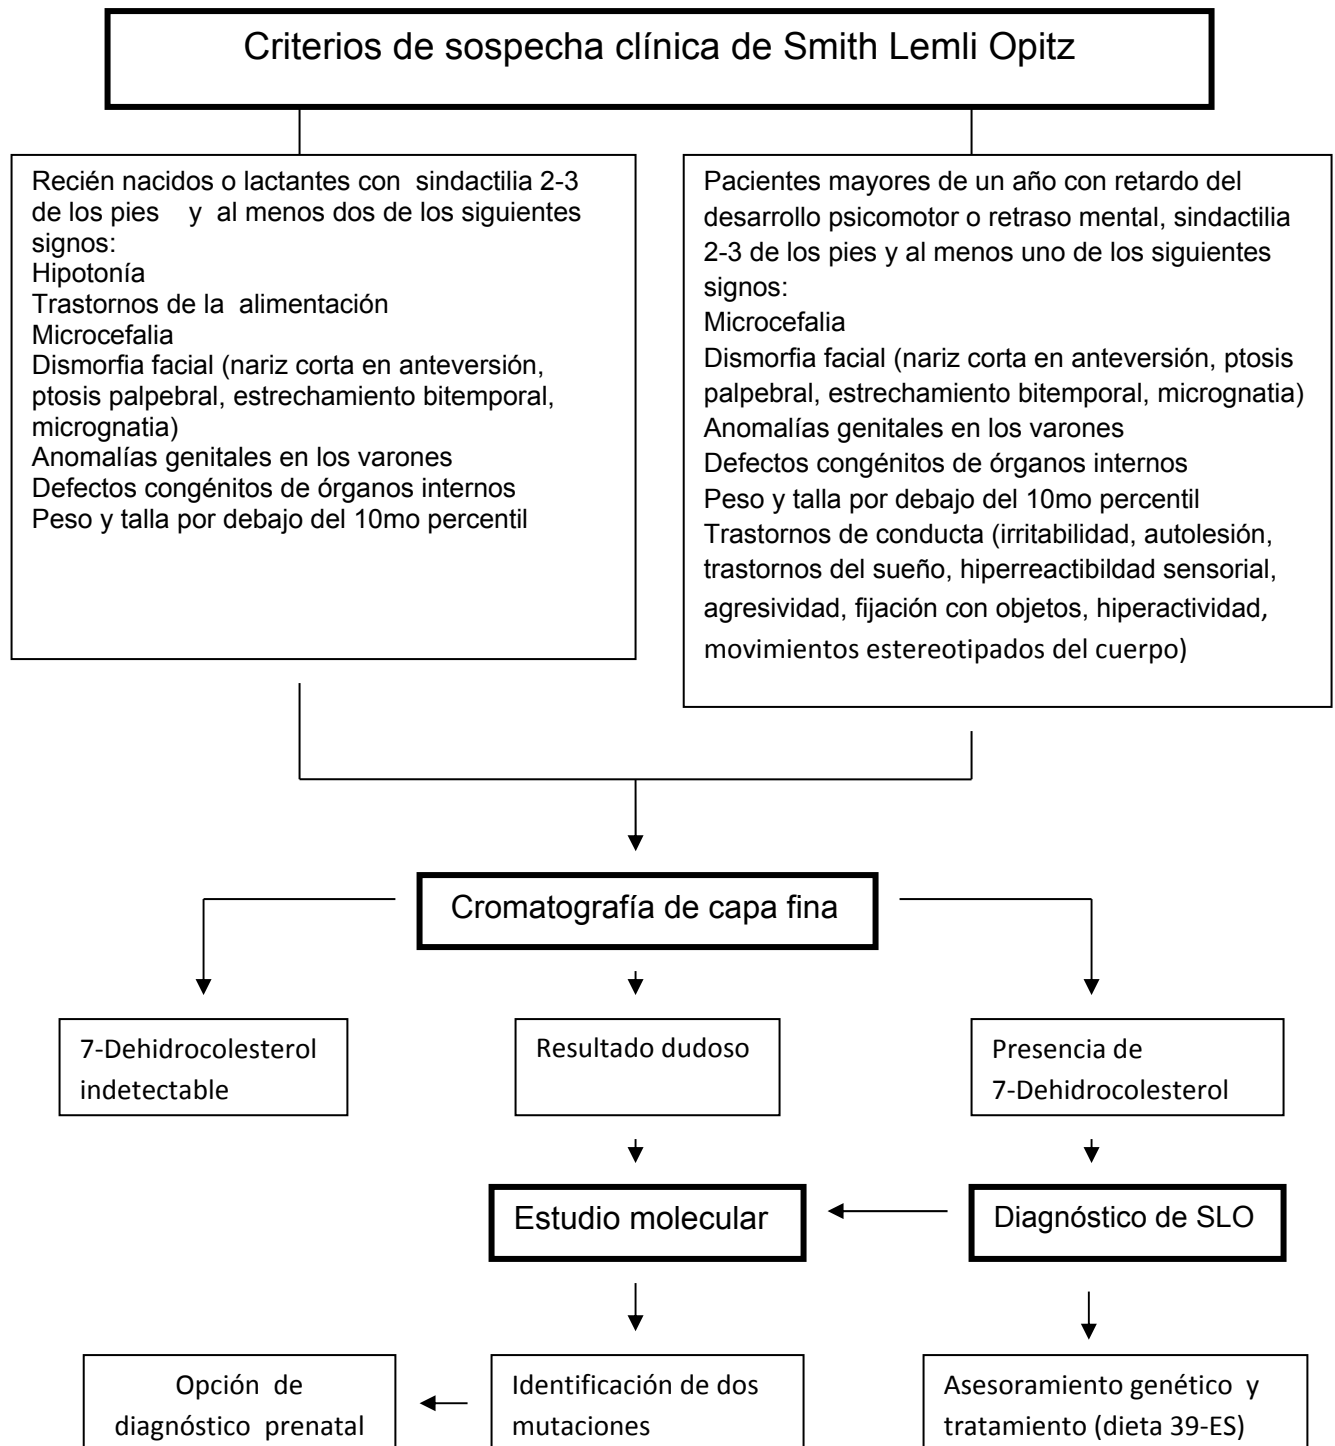 Criterios de sospecha clínica de Smith Lemli Opitz
Recién nacidos o lactantes con sindactilia 2-3
de los pies y al menos dos de los siguientes
signos:
Hipotonía
Trastornos de la alimentación
Microcefalia
Dismorfia facial (nariz corta en anteversión,
ptosis palpebral, estrechamiento bitemporal,
micrognatia)
Anomalías genitales en los varones
Defectos congénitos de órganos internos
Peso y talla por debajo del 10mo percentil
Pacientes mayores de un año con retardo del
desarrollo psicomotor o retraso mental, sindactilia
2-3 de los pies y al menos uno de los siguientes
signos:
Microcefalia
Dismorfia facial (nariz corta en anteversión, ptosis
palpebral, estrechamiento bitemporal, micrognatia)
Anomalías genitales en los varones
Defectos congénitos de órganos internos
Peso y talla por debajo del 10mo percentil
Trastornos de conducta (irritabilidad, autolesión,
trastornos del sueño, hiperreactibildad sensorial,
agresividad, fijación con objetos, hiperactividad,
movimientos estereotipados del cuerpo)
Cromatografía de capa fina
7-Dehidrocolesterol
indetectable
Resultado dudoso
Presencia de
7-Dehidrocolesterol
Estudio molecular
Diagnóstico de SLO
Opción de
diagnóstico prenatal
Identificación de dos
mutaciones
Asesoramiento genético y
tratamiento (dieta 39-ES)